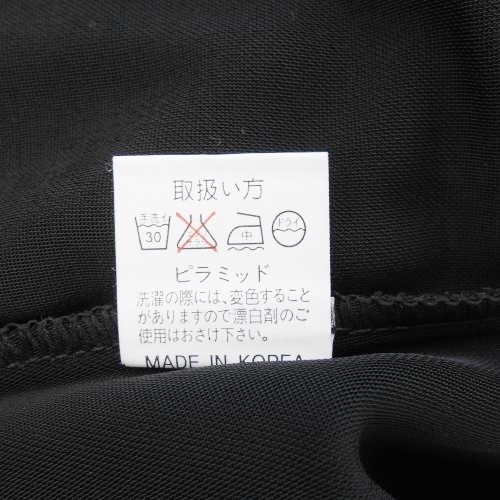 取扱い方
手洗イ 30 中 ドライ
ピラミッド
洗濯の際には、変色すること
がありますので漂白剤のご
使用はおさけ下さい。
MADE IN KOREA